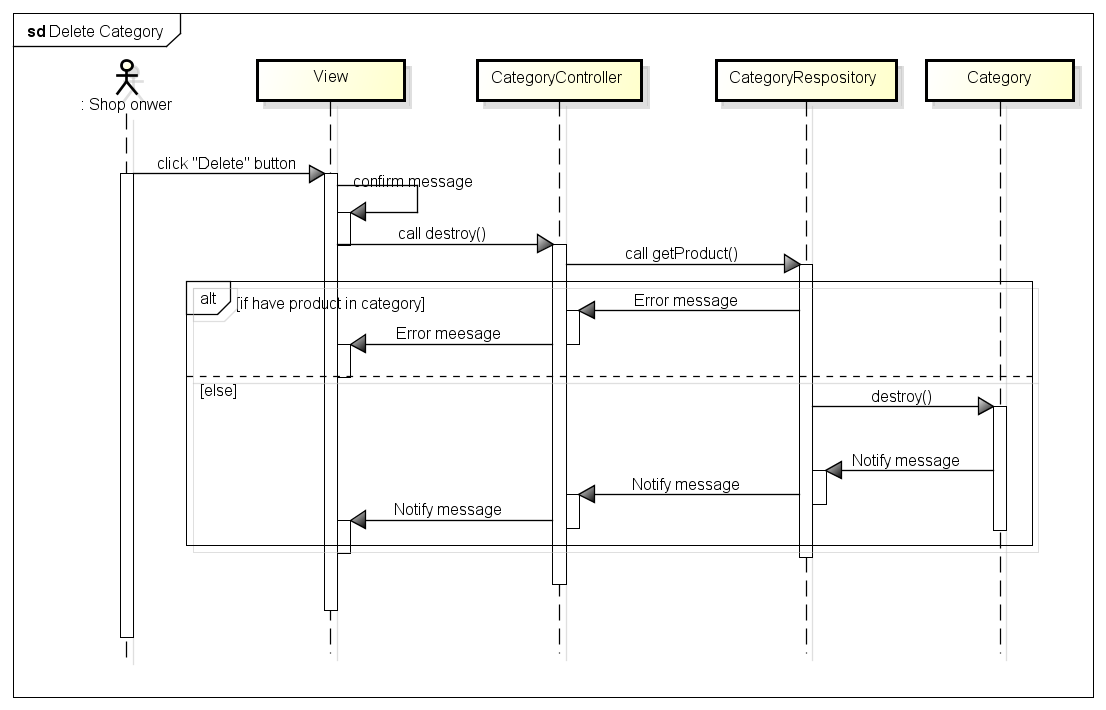 sd Delete Category
: Shop onwer
View
CategoryController
CategoryRespository
Category
click "Delete" button
confirm message
call destroy()
call getProduct()
alt
[if have product in category]
Error message
Error meesage
[else]
destroy()
Notify message
Notify message
Notify message